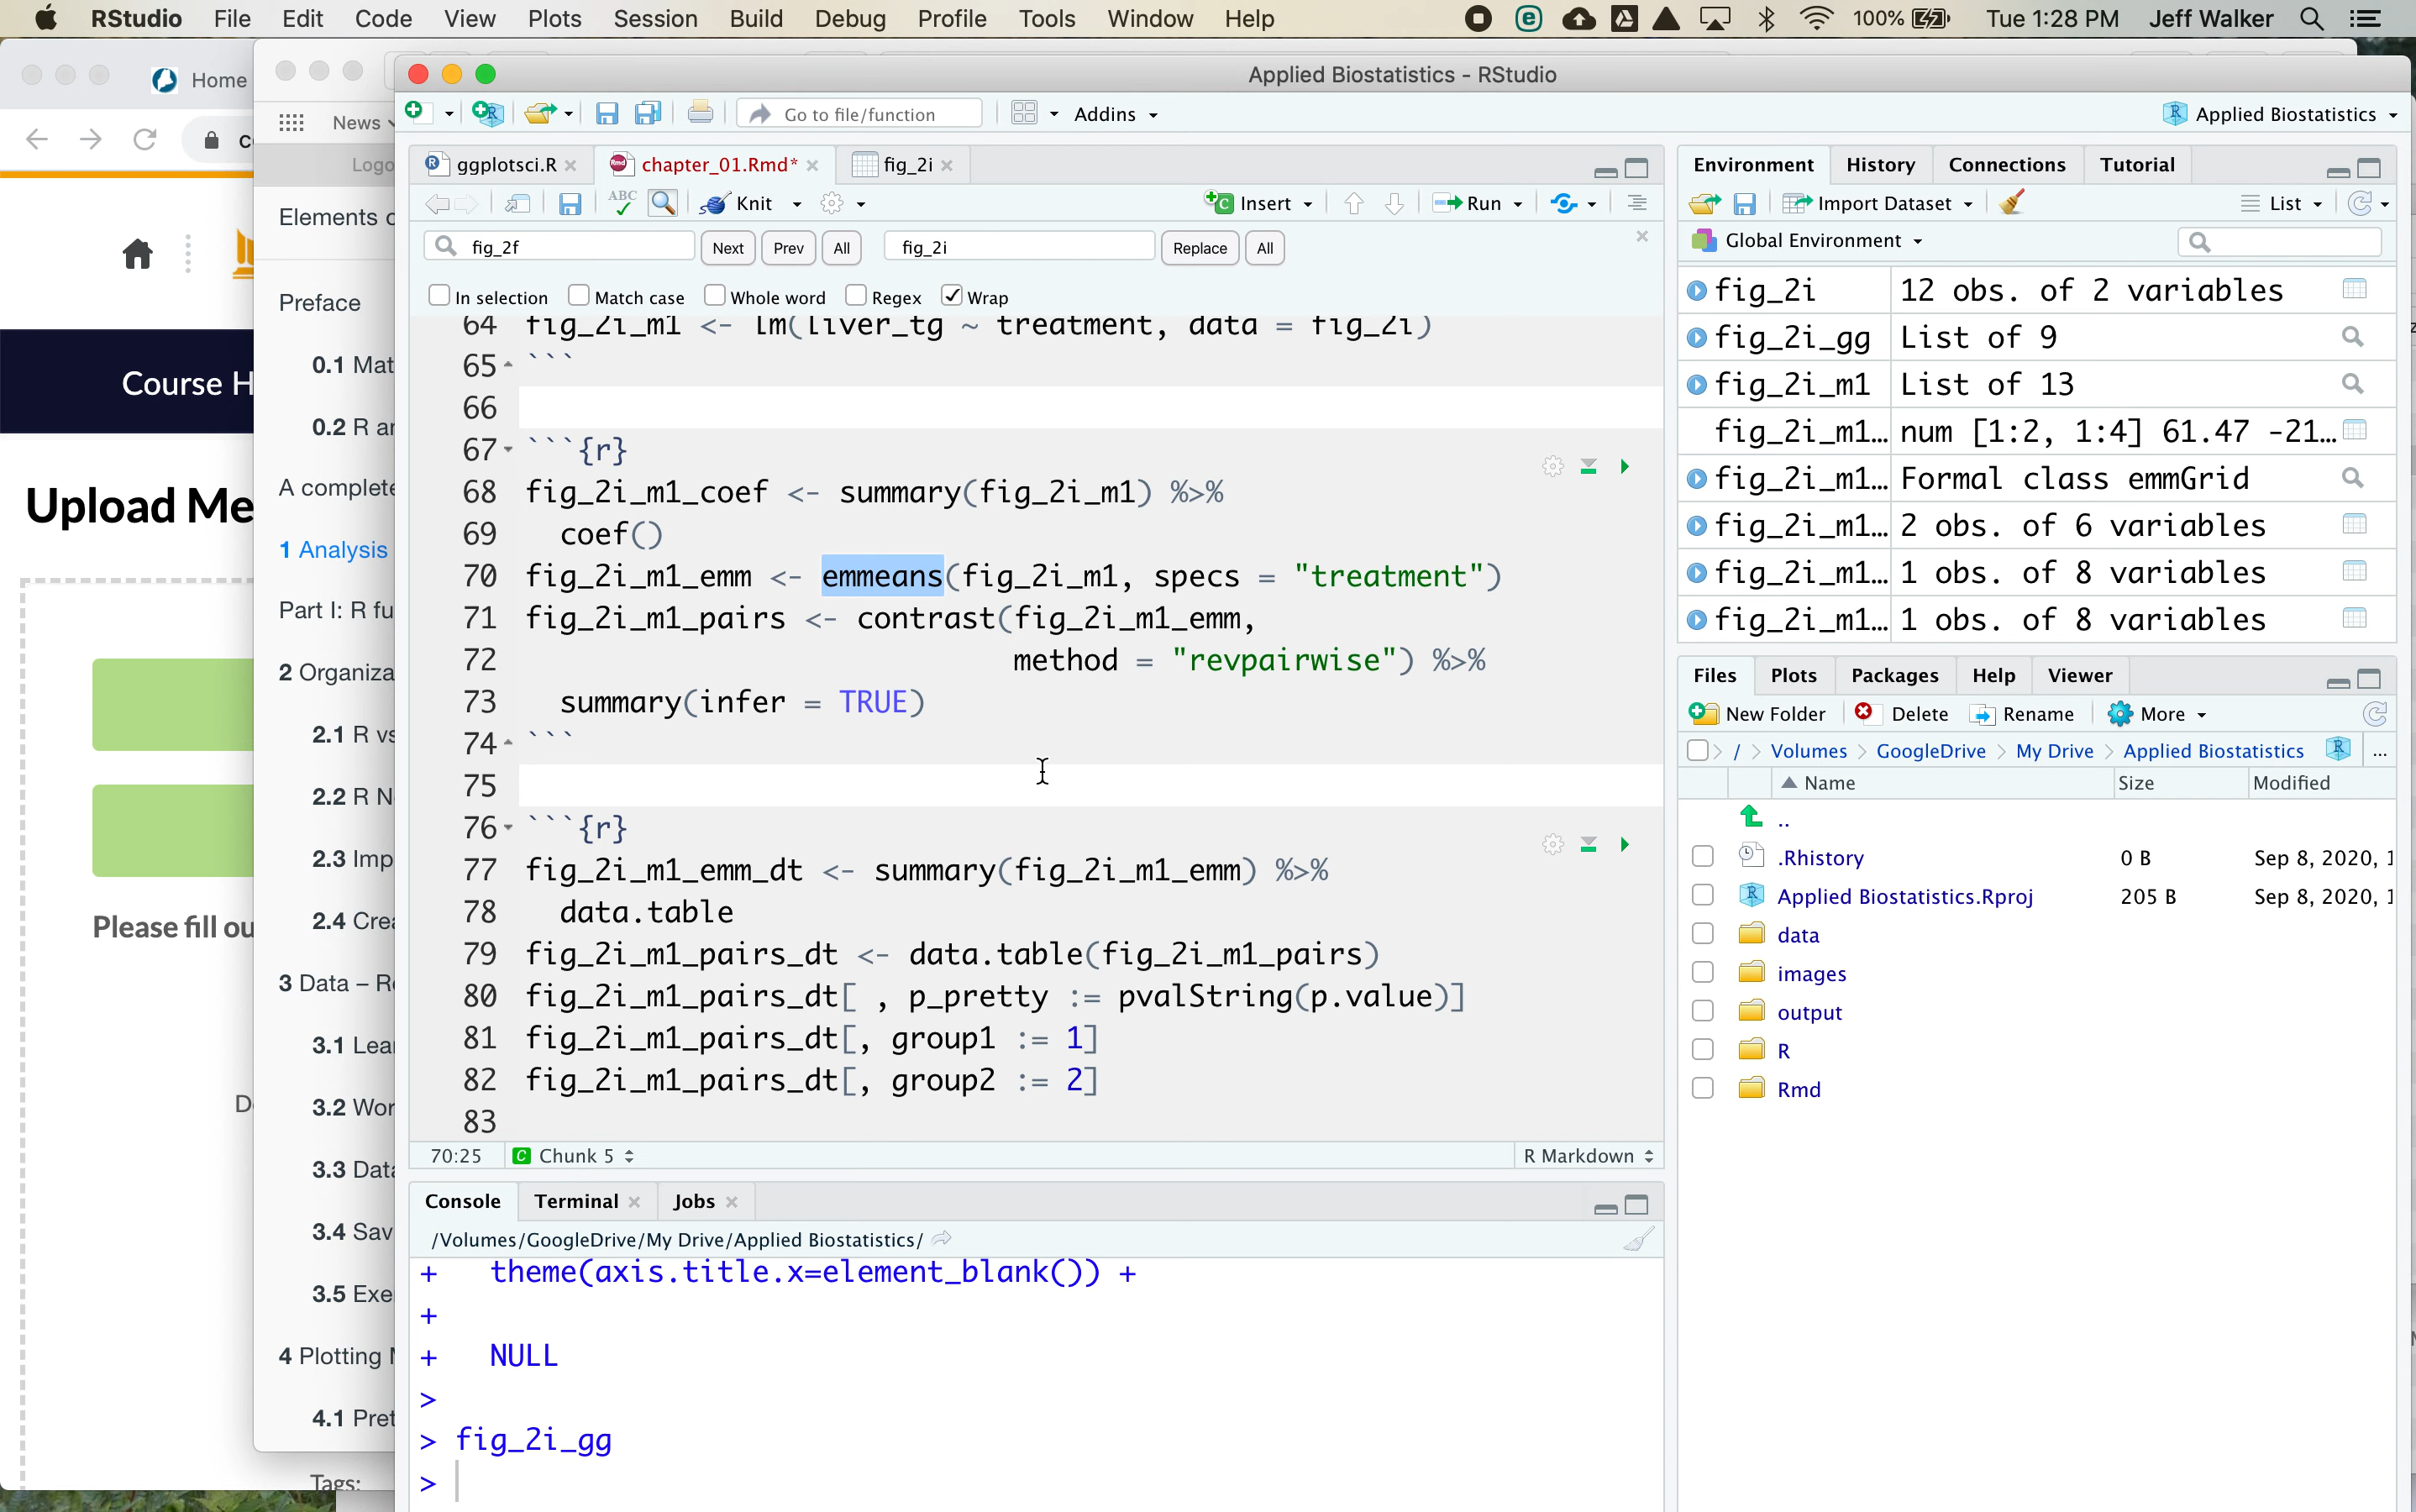 RStudio File Edit Code View Plots Session Build Debug Profile Tools Window Help 100% Tue 1:28 PM Jeff Walker
Home
News
Applied Biostatistics - RStudio
Go to file/function Addins Applied Biostatistics
Logo
Elements
Preface
0.1
0.2 R
A complete
1 Analysis
Part I: R
2
2.1 R
2.2 R
2.3
2.4
3 Data – R
3.1
3.2
3.3
3.4
3.5
4 Plotting
4.1
Tags:
Course H
Upload Me
Please fill ou
ggplotsci.R chapter_01.Rmd* fig_2i
ABC Knit Insert Run
fig_2f Next Prev All fig_2i Replace All
In selection Match case Whole word Regex Wrap
64 fig_2i_m1 <- lm(liver_tg ~ treatment, data = fig_2i)
65 ```
66
67 ```{r}
68 fig_2i_m1_coef <- summary(fig_2i_m1) %>%
69 coef()
70 fig_2i_m1_emm <- emmeans(fig_2i_m1, specs = "treatment")
71 fig_2i_m1_pairs <- contrast(fig_2i_m1_emm,
72 method = "revpairwise") %>%
73 summary(infer = TRUE)
74 ```
75
76 ```{r}
77 fig_2i_m1_emm_dt <- summary(fig_2i_m1_emm) %>%
78 data.table
79 fig_2i_m1_pairs_dt <- data.table(fig_2i_m1_pairs)
80 fig_2i_m1_pairs_dt[ , p_pretty := pvalString(p.value)]
81 fig_2i_m1_pairs_dt[, group1 := 1]
82 fig_2i_m1_pairs_dt[, group2 := 2]
83
70:25 C Chunk 5 R Markdown
Console Terminal Jobs
/Volumes/GoogleDrive/My Drive/Applied Biostatistics/
+ theme(axis.title.x=element_blank()) +
+
+ NULL
>
> fig_2i_gg
>
Environment History Connections Tutorial
Import Dataset List
Global Environment
fig_2i 12 obs. of 2 variables
fig_2i_gg List of 9
fig_2i_m1 List of 13
fig_2i_m1… num [1:2, 1:4] 61.47 -21…
fig_2i_m1… Formal class emmGrid
fig_2i_m1… 2 obs. of 6 variables
fig_2i_m1… 1 obs. of 8 variables
fig_2i_m1… 1 obs. of 8 variables
Files Plots Packages Help Viewer
New Folder Delete Rename More
/ > Volumes > GoogleDrive > My Drive > Applied Biostatistics ...
Name Size Modified
..
.Rhistory 0 B Sep 8, 2020, 1
Applied Biostatistics.Rproj 205 B Sep 8, 2020, 1
data
images
output
R
Rmd